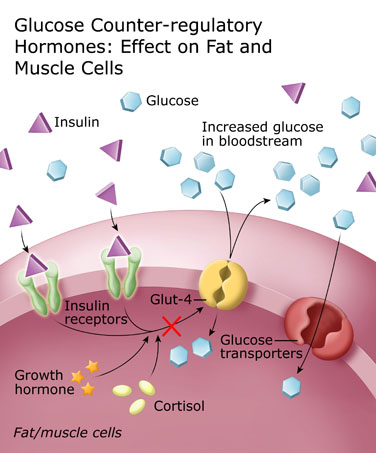 Glucose Counter-regulatory
Hormones: Effect on Fat and
Muscle Cells
Glucose
Insulin
Increased glucose
in bloodstream
Insulin
receptors
Glut-4
Glucose
transporters
Growth
hormone
Cortisol
Fat/muscle cells